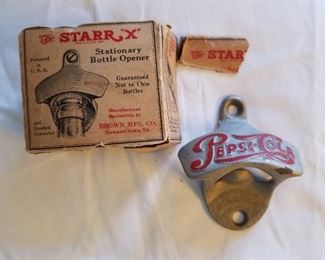 The STARR "X"
Stationary
Bottle Opener
Patented
in
U.S.A.
Guaranteed
Not to Chip
Bottles
and
Foreign
Countries
Manufactured
Exclusively by
BROWN MFG. CO.
Newport News, Va.
The STAR
PEPSI-COLA
STARR